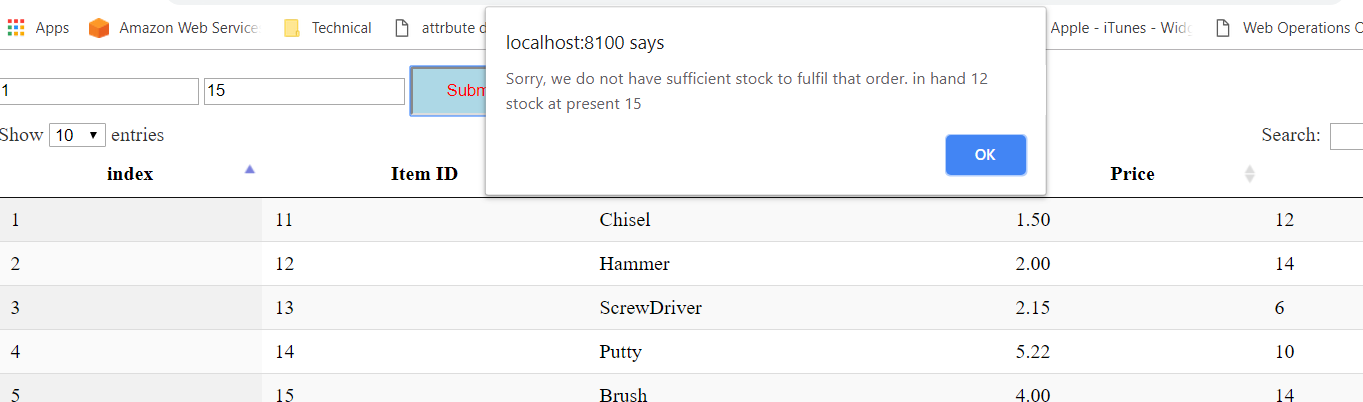 Apps Amazon Web Service Technical attrbute d Apple - iTunes - Widg Web Operations C
localhost:8100 says
Sorry, we do not have sufficient stock to fulfil that order. in hand 12
stock at present 15
OK
1 15 Subm
Show 10 entries Search:
index Item ID Price
1 11 Chisel 1.50 12
2 12 Hammer 2.00 14
3 13 ScrewDriver 2.15 6
4 14 Putty 5.22 10
5 15 Brush 4.00 14